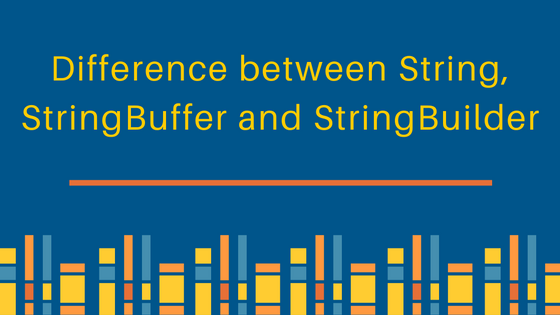 Difference between String,
StringBuffer and StringBuilder